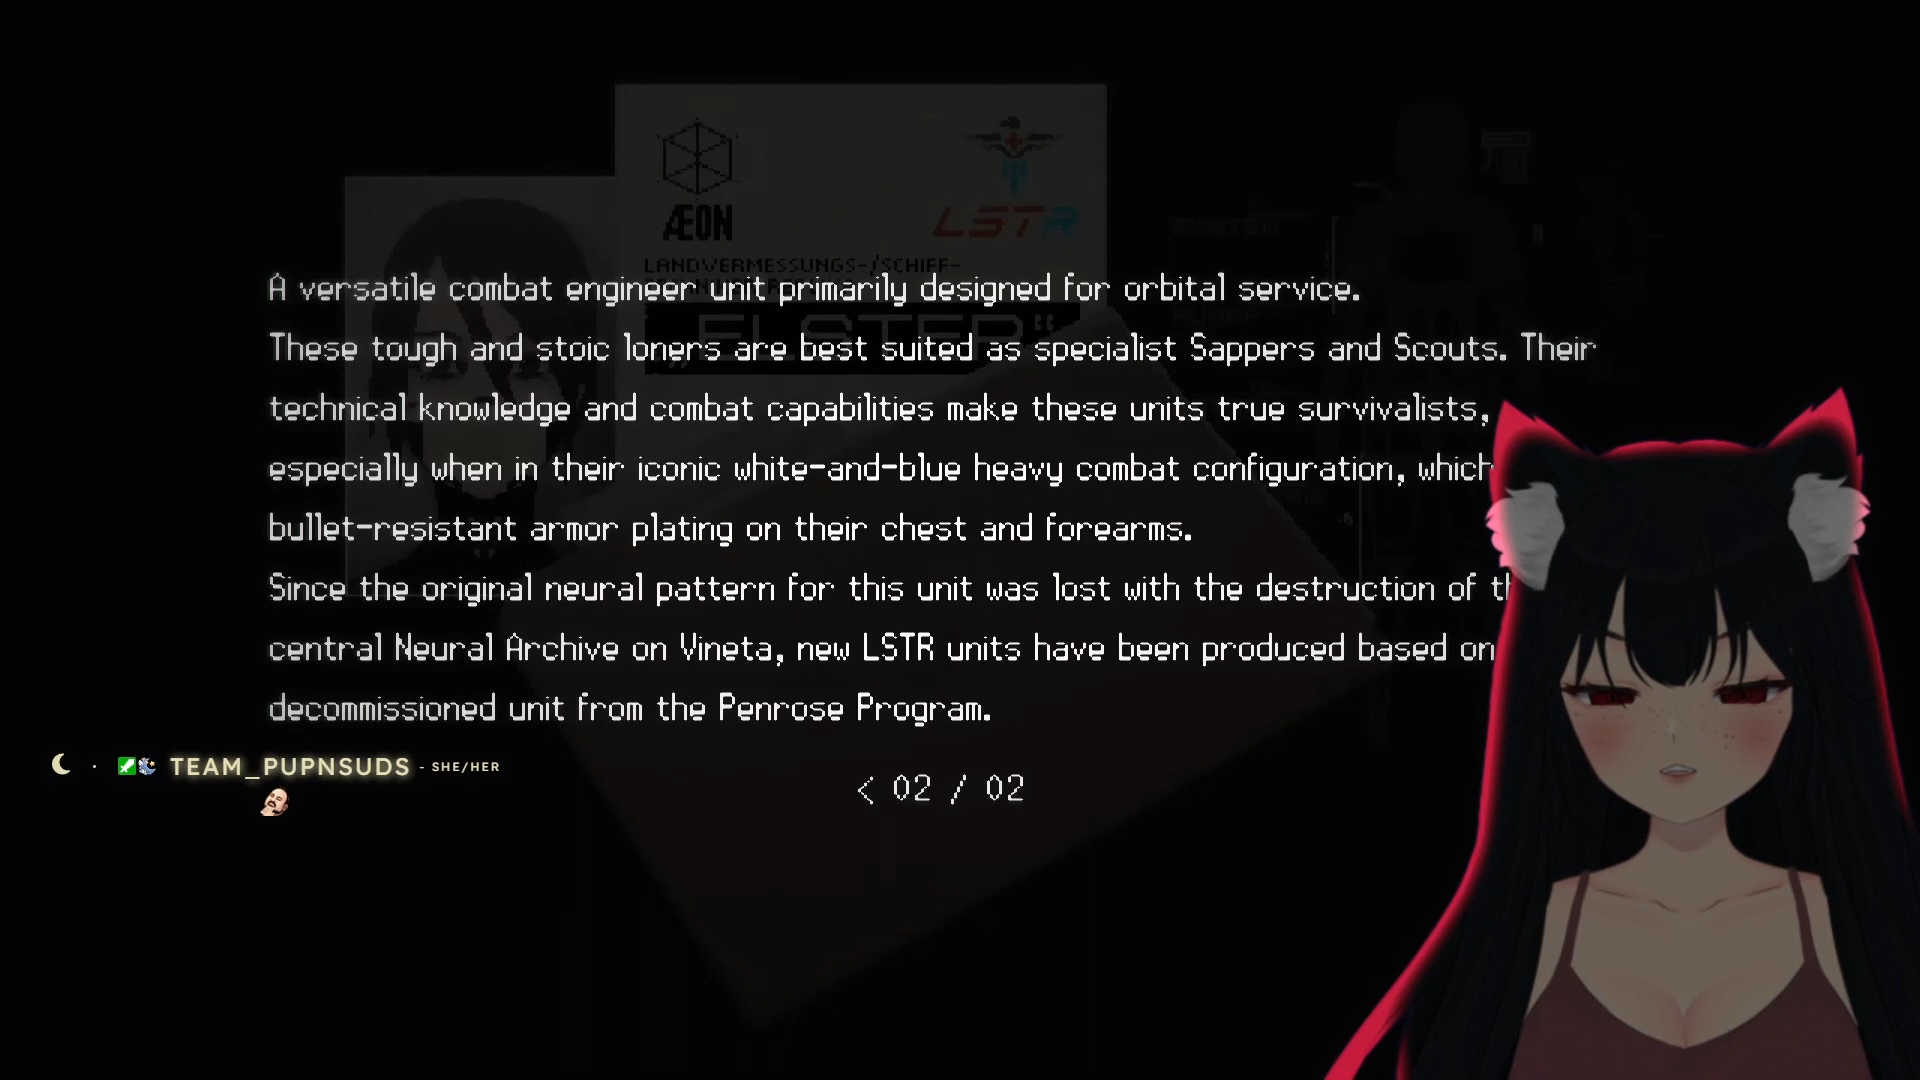 ÆON
LSTR
LANDVERMESSUNGS-/SCHIFF-
A versatile combat engineer unit primarily designed for orbital service.
These tough and stoic loners are best suited as specialist Sappers and Scouts. Their
technical knowledge and combat capabilities make these units true survivalists,
especially when in their iconic white-and-blue heavy combat configuration, which
bullet-resistant armor plating on their chest and forearms.
Since the original neural pattern for this unit was lost with the destruction of
central Neural Archive on Vineta, new LSTR units have been produced based on
decommissioned unit from the Penrose Program.
TEAM_PUPNSUDS - SHE/HER
< 02 / 02